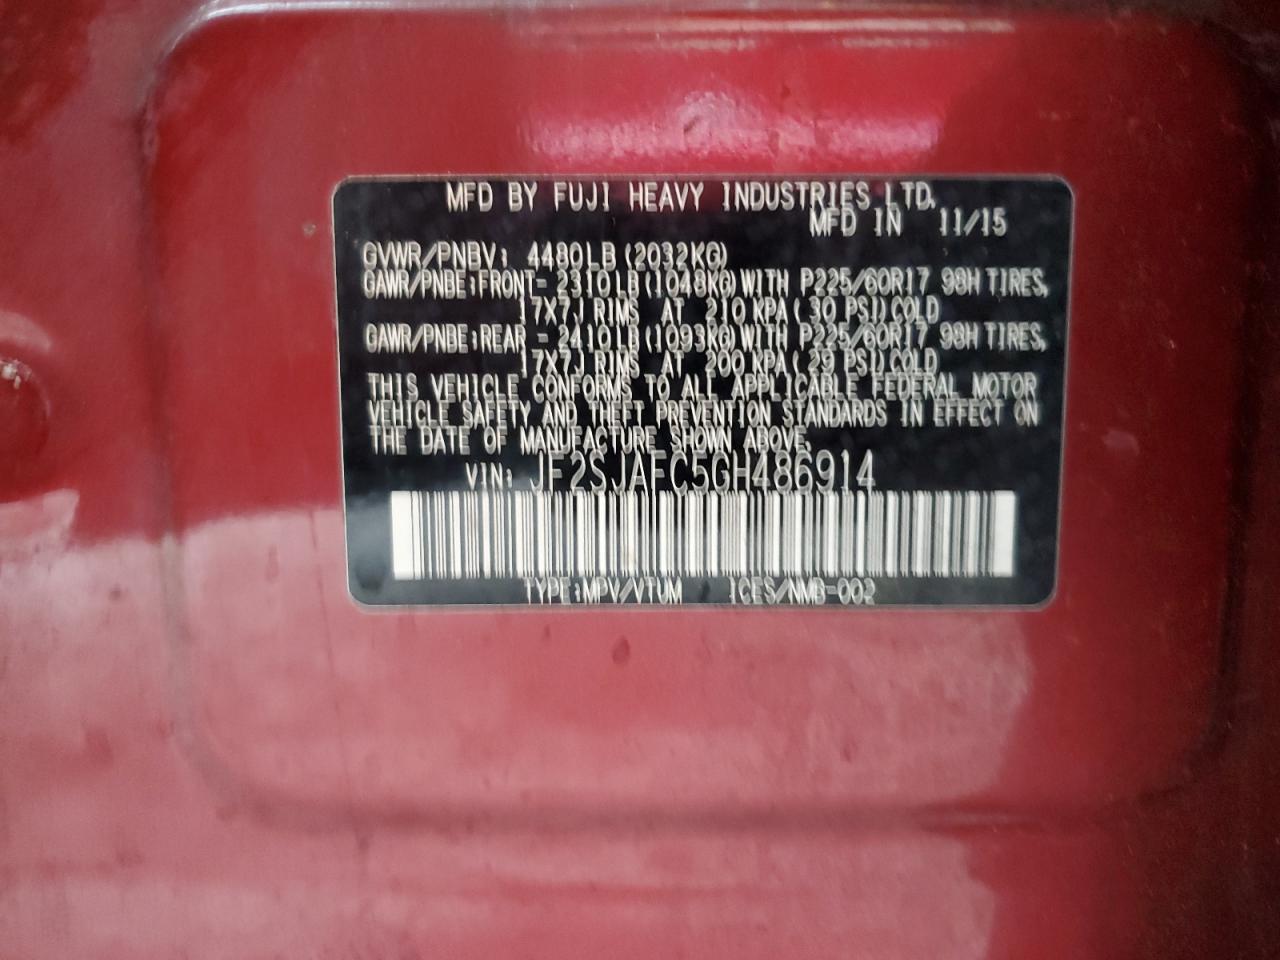 MFD BY FUJI HEAVY INDUSTRIES LTD.
MFD IN 11/15
GVWR/PNBV: 4480LB(2032KG)
GAWR/PNBE:FRONT- 2310LB(1048KG)WITH P225/60R17 98H TIRES,
17X7J RIMS AT 210 KPA(30 PSI)COLD
GAWR/PNBE:REAR - 2410LB(1093KG)WITH P225/60R17 98H TIRES,
17X7J RIMS AT 200 KPA(29 PSI)COLD
THIS VEHICLE CONFORMS TO ALL APPLICABLE FEDERAL MOTOR
VEHICLE SAFETY AND THEFT PREVENTION STANDARDS IN EFFECT ON
THE DATE OF MANUFACTURE SHOWN ABOVE.
VIN: JF2SJAFC5GH486914
TYPE:MPV/VTUM ICES/NMB-002